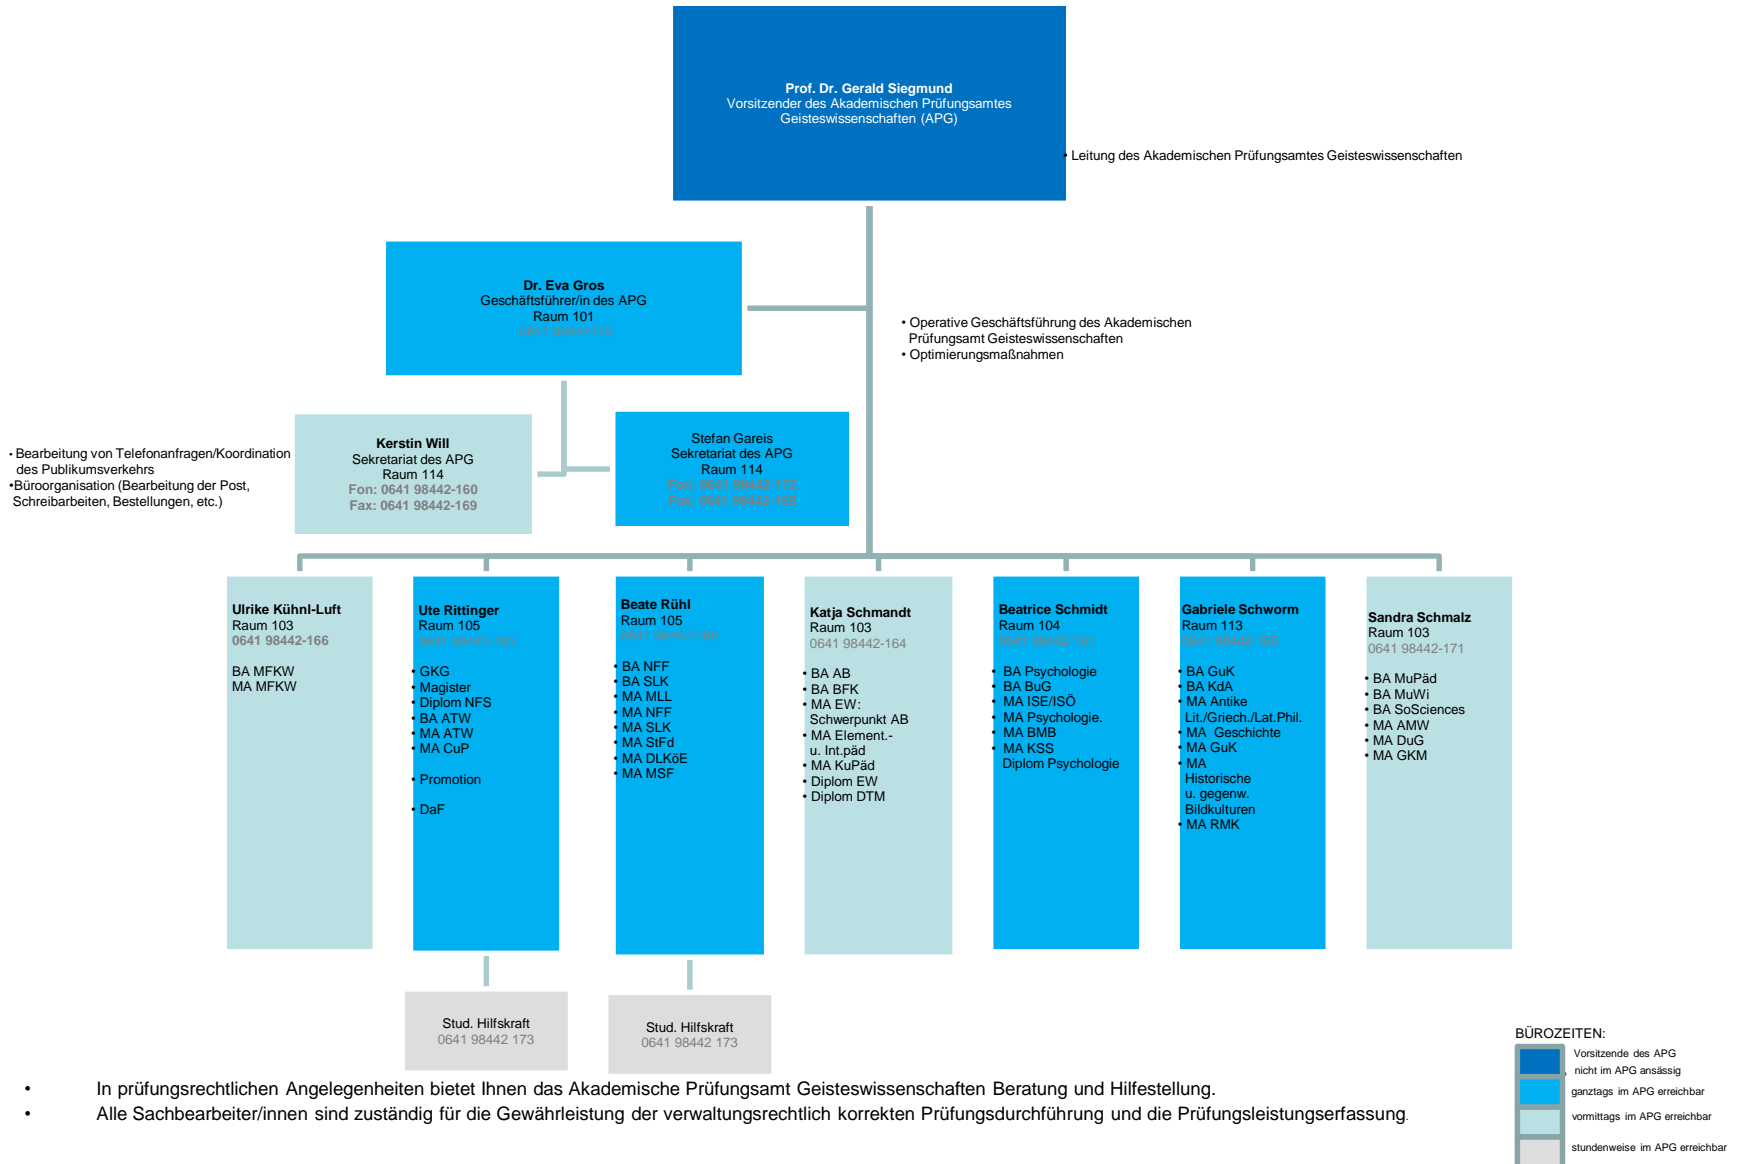 Prof. Dr. Gerald Siegmund
Vorsitzender des Akademischen Prüfungsamtes
Geisteswissenschaften (APG)
• Leitung des Akademischen Prüfungsamtes Geisteswissenschaften
Dr. Eva Gros
Geschäftsführer/in des APG
Raum 101
• Operative Geschäftsführung des Akademischen
Prüfungsamt Geisteswissenschaften
• Optimierungsmaßnahmen
• Bearbeitung von Telefonanfragen/Koordination
des Publikumsverkehrs
•Büroorganisation (Bearbeitung der Post,
Schreibarbeiten, Bestellungen, etc.)
Kerstin Will
Sekretariat des APG
Raum 114
Fon: 0641 98442-160
Fax: 0641 98442-169
Stefan Gareis
Sekretariat des APG
Raum 114
Fon: 0641 98442-172
Fax: 0641 98442-169
Ulrike Kühnl-Luft
Raum 103
0641 98442-166
BA MFKW
MA MFKW
Ute Rittinger
Raum 105
• GKG
• Magister
• Diplom NFS
• BA ATW
• MA ATW
• MA CuP
• Promotion
• DaF
Beate Rühl
Raum 105
• BA NFF
• BA SLK
• MA MLL
• MA NFF
• MA SLK
• MA StFd
• MA DLKöE
• MA MSF
Katja Schmandt
Raum 103
0641 98442-164
• BA AB
• BA BFK
• MA EW:
Schwerpunkt AB
• MA Element.-
u. Int.päd
• MA KuPäd
• Diplom EW
• Diplom DTM
Beatrice Schmidt
Raum 104
• BA Psychologie
• BA BuG
• MA ISE/ISÖ
• MA Psychologie.
• MA BMB
• MA KSS
Diplom Psychologie
Gabriele Schworm
Raum 113
• BA GuK
• BA KdA
• MA Antike
Lit./Griech./Lat.Phil.
• MA Geschichte
• MA GuK
• MA
Historische
u. gegenw.
Bildkulturen
• MA RMK
Sandra Schmalz
Raum 103
0641 98442-171
• BA MuPäd
• BA MuWi
• BA SoSciences
• MA AMW
• MA DuG
• MA GKM
Stud. Hilfskraft
0641 98442 173
Stud. Hilfskraft
0641 98442 173
• In prüfungsrechtlichen Angelegenheiten bietet Ihnen das Akademische Prüfungsamt Geisteswissenschaften Beratung und Hilfestellung.
• Alle Sachbearbeiter/innen sind zuständig für die Gewährleistung der verwaltungsrechtlich korrekten Prüfungsdurchführung und die Prüfungsleistungserfassung.
BÜROZEITEN:
Vorsitzende des APG
, nicht im APG ansässig
ganztags im APG erreichbar
vormittags im APG erreichbar
stundenweise im APG erreichbar